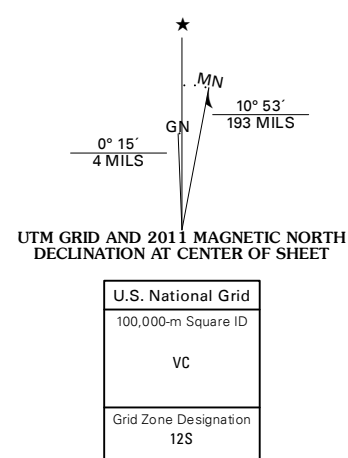 ★
MN
GN
10° 53´
193 MILS
0° 15´
4 MILS
UTM GRID AND 2011 MAGNETIC NORTH
DECLINATION AT CENTER OF SHEET
U.S. National Grid
100,000-m Square ID
VC
Grid Zone Designation
12S